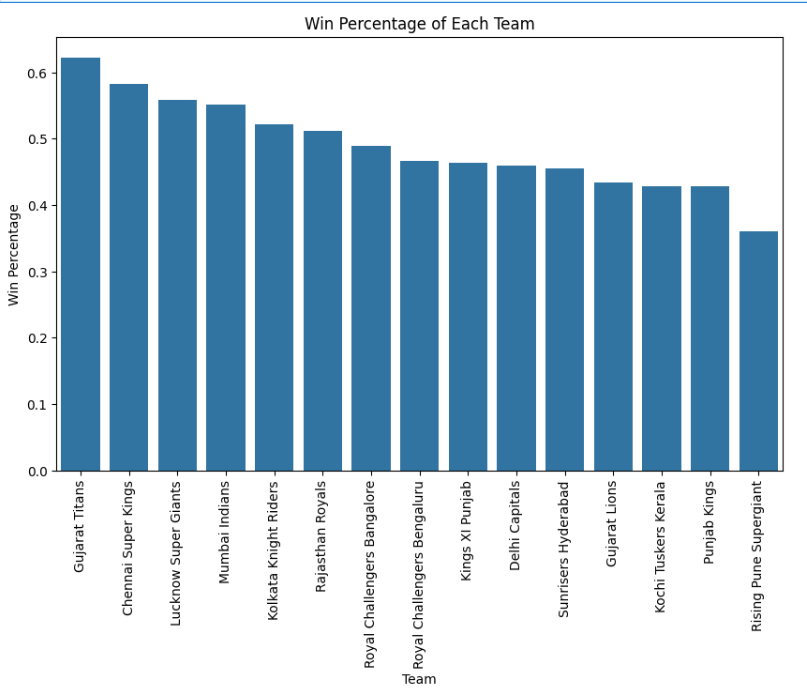 Win Percentage of Each Team
Win Percentage
0.6
0.5
0.4
0.3
0.2
0.1
0.0
Gujarat Titans
Chennai Super Kings
Lucknow Super Giants
Mumbai Indians
Kolkata Knight Riders
Rajasthan Royals
Royal Challengers Bangalore
Royal Challengers Bengaluru
Kings XI Punjab
Delhi Capitals
Sunrisers Hyderabad
Gujarat Lions
Kochi Tuskers Kerala
Punjab Kings
Rising Pune Supergiant
Team